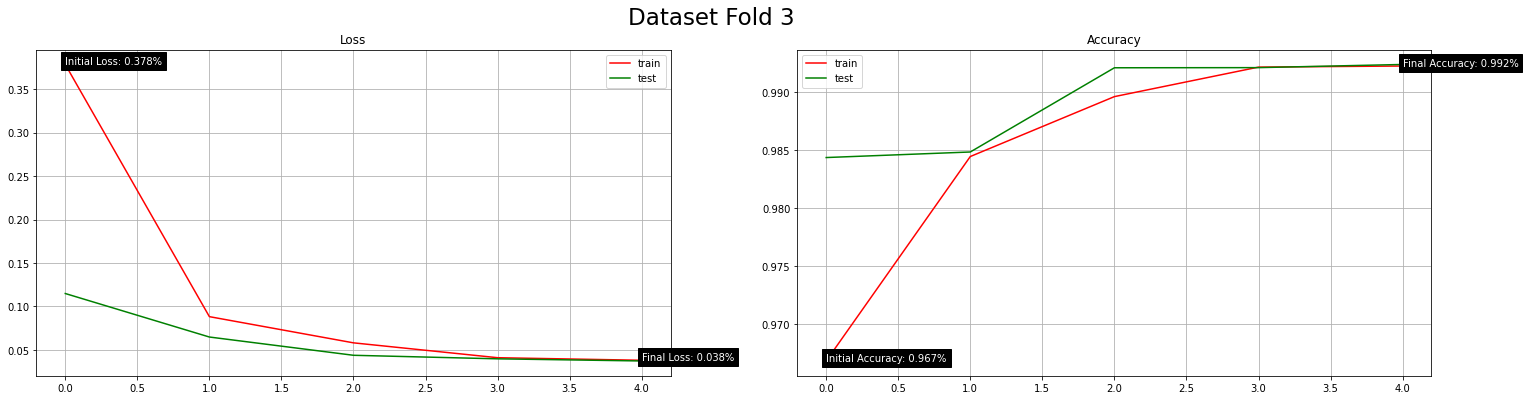 Dataset Fold 3
Loss
Initial Loss: 0.378%
train
test
0.35
0.30
0.25
0.20
0.15
0.10
0.05
Final Loss: 0.038%
0.0 0.5 1.0 1.5 2.0 2.5 3.0 3.5 4.0
Accuracy
train
test
Final Accuracy: 0.992%
0.990
0.985
0.980
0.975
0.970
Initial Accuracy: 0.967%
0.0 0.5 1.0 1.5 2.0 2.5 3.0 3.5 4.0